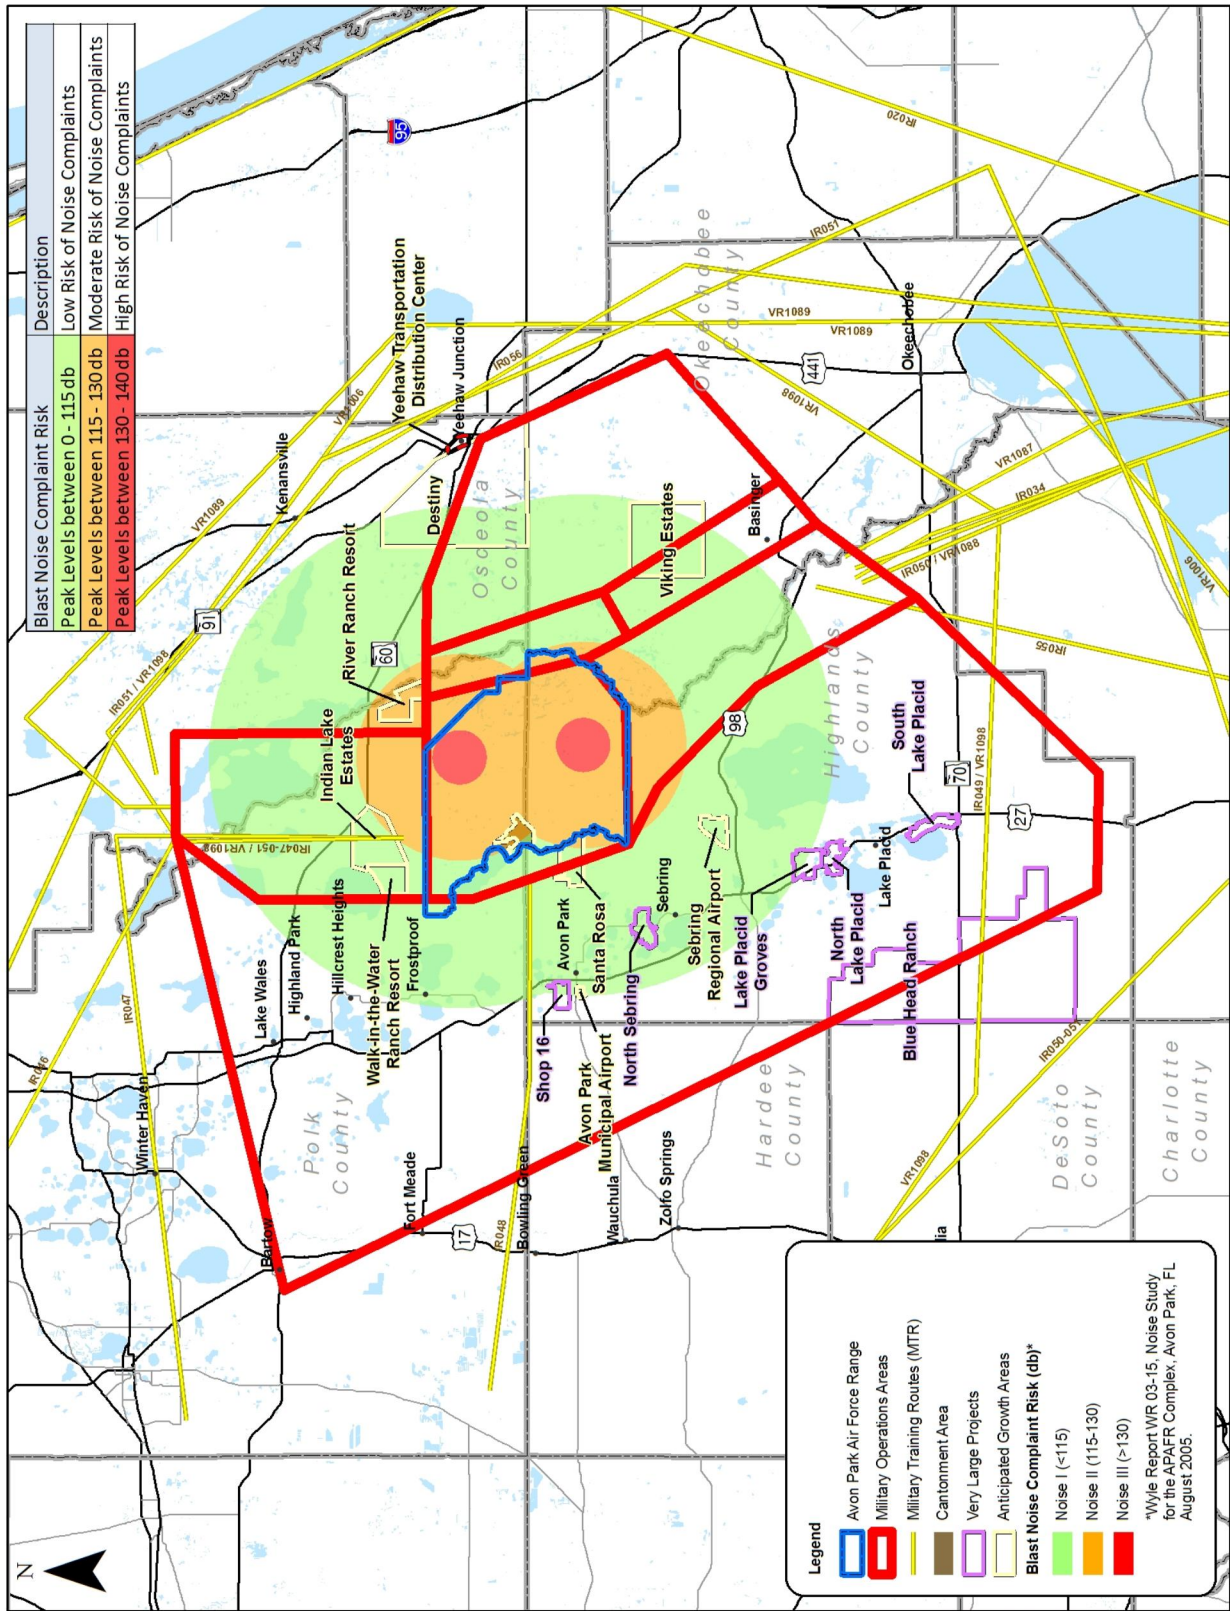 Blast Noise Complaint Risk Description
Peak Levels between 0 - 115 db Low Risk of Noise Complaints
Peak Levels between 115 - 130 db Moderate Risk of Noise Complaints
Peak Levels between 130 - 140 db High Risk of Noise Complaints
N
Winter Haven
Bartow
Lake Wales
Highland Park
Hillcrest Heights
Frostproof
Fort Meade
Polk
County
Walk-in-the-Water
Ranch Resort
Indian Lake
Estates
River Ranch Resort
Kenansville
Destiny
Yeehaw Transportation
Distribution Center
Yeehaw Junction
Osceola
County
IR046
IR047
IR047-051 / VR1098
IR051 / VR1098
VR1089
VR1006
IR056
91
60
95
17
IR048
Bowling Green
Wauchula
Zolfo Springs
Shop 16
Avon Park
Avon Park
Municipal Airport
Santa Rosa
North Sebring
Sebring
Sebring
Regional Airport
Lake Placid
Groves
North
Lake Placid
Lake Placid
South
Lake Placid
Blue Head Ranch
Hardee
County
Highlands
County
Viking Estates
Basinger
Okeechobee
County
Okeechobee
98
441
70
27
IR020
IR051
VR1089
VR1089
VR1098
VR1087
IR034
IR050 / VR1088
VR1006
IR055
IR049 / VR1098
IR050-051
VR1098
DeSoto
County
Charlotte
County
Legend
Avon Park Air Force Range
Military Operations Areas
Military Training Routes (MTR)
Cantonment Area
Very Large Projects
Anticipated Growth Areas
Blast Noise Complaint Risk (db)*
Noise I (<115)
Noise II (115-130)
Noise III (>130)
*Wyle Report WR 03-15, Noise Study
for the APAFR Complex, Avon Park, FL
August 2005.